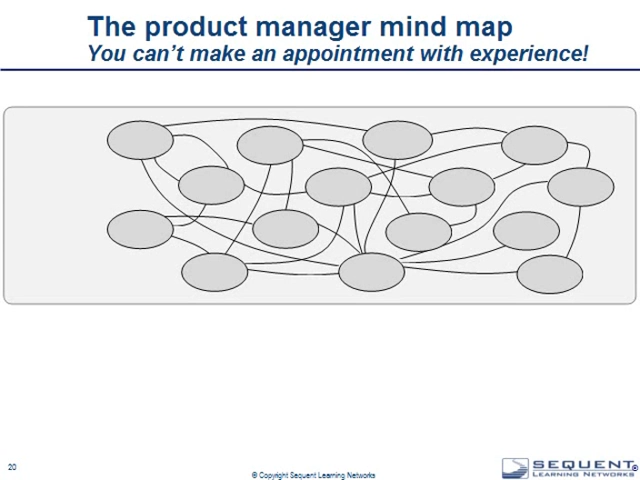 The product manager mind map
You can't make an appointment with experience!
20
© Copyright Sequent Learning Networks
SEQUENT®
LEARNING NETWORKS